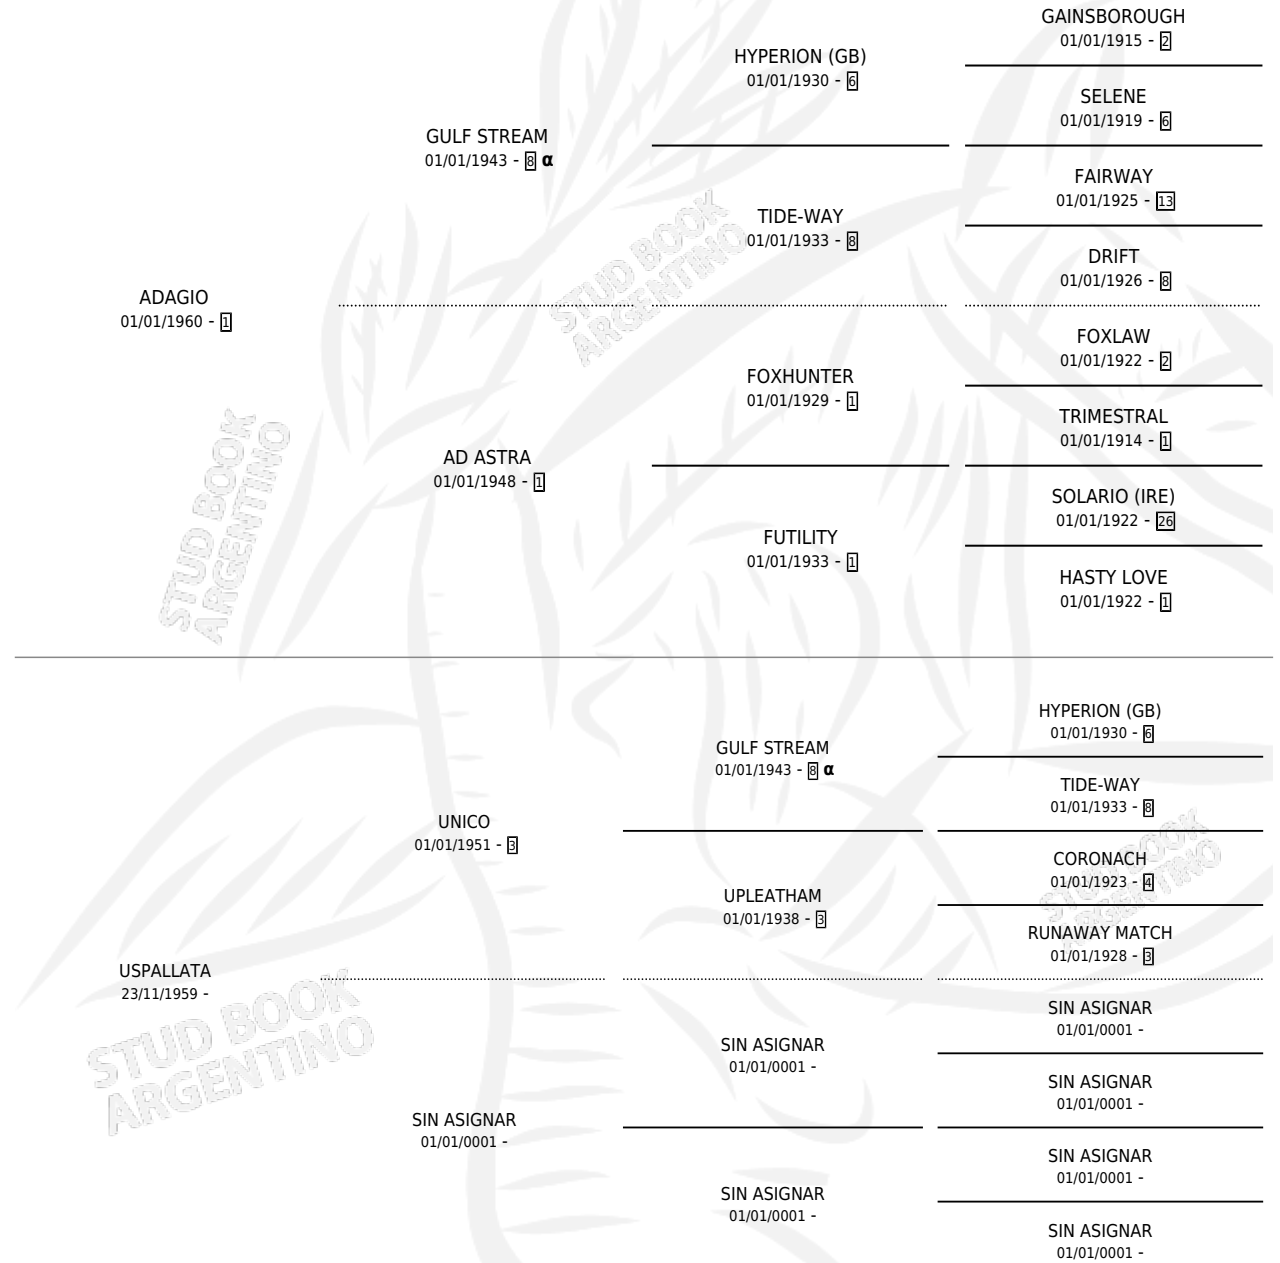 GAINSBOROUGH
01/01/1915 - 2
HYPERION (GB)
01/01/1930 - 6
SELENE
01/01/1919 - 6
GULF STREAM
01/01/1943 - 8 α
FAIRWAY
01/01/1925 - 13
TIDE-WAY
01/01/1933 - 8
DRIFT
01/01/1926 - 8
ADAGIO
01/01/1960 - 1
FOXLAW
01/01/1922 - 2
FOXHUNTER
01/01/1929 - 1
TRIMESTRAL
01/01/1914 - 1
AD ASTRA
01/01/1948 - 1
SOLARIO (IRE)
01/01/1922 - 26
FUTILITY
01/01/1933 - 1
HASTY LOVE
01/01/1922 - 1
HYPERION (GB)
01/01/1930 - 6
GULF STREAM
01/01/1943 - 8 α
TIDE-WAY
01/01/1933 - 8
UNICO
01/01/1951 - 3
CORONACH
01/01/1923 - 4
UPLEATHAM
01/01/1938 - 3
RUNAWAY MATCH
01/01/1928 - 3
USPALLATA
23/11/1959 -
SIN ASIGNAR
01/01/0001 -
SIN ASIGNAR
01/01/0001 -
SIN ASIGNAR
01/01/0001 -
SIN ASIGNAR
01/01/0001 -
SIN ASIGNAR
01/01/0001 -
SIN ASIGNAR
01/01/0001 -
SIN ASIGNAR
01/01/0001 -
STUD BOOK
ARGENTINO
STUD BOOK
ARGENTINO
STUD BOOK
ARGENTINO
STUD BOOK
ARGENTINO